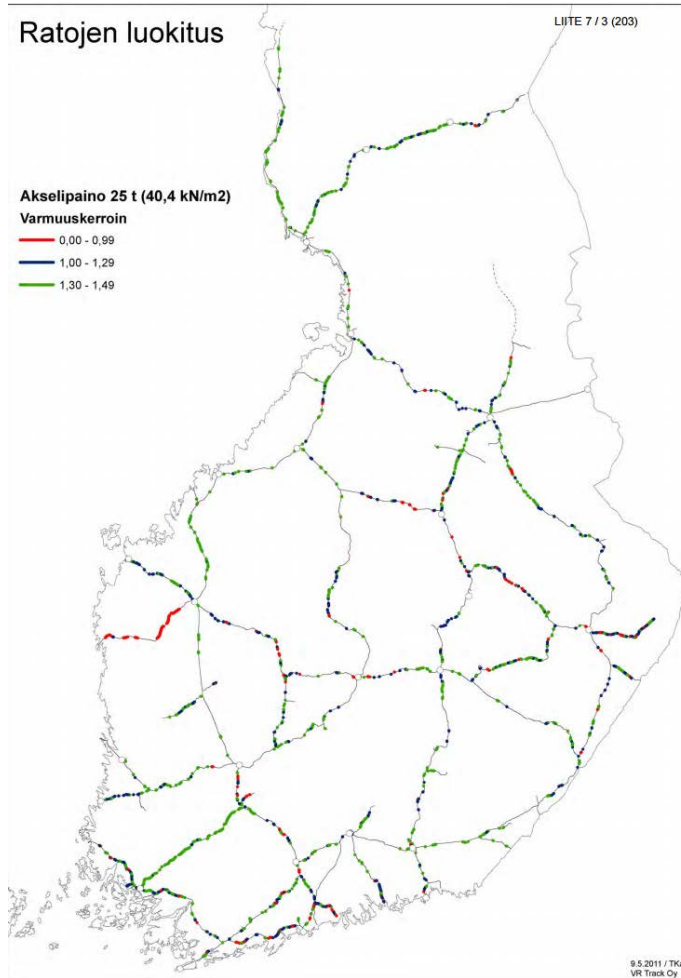 Ratojen luokitus
LIITE 7 / 3 (203)
Akselipaino 25 t (40,4 kN/m2)
Varmuuskerroin
0,00 - 0,99
1,00 - 1,29
1,30 - 1,49
9.5.2011 / TKä
VR Track Oy